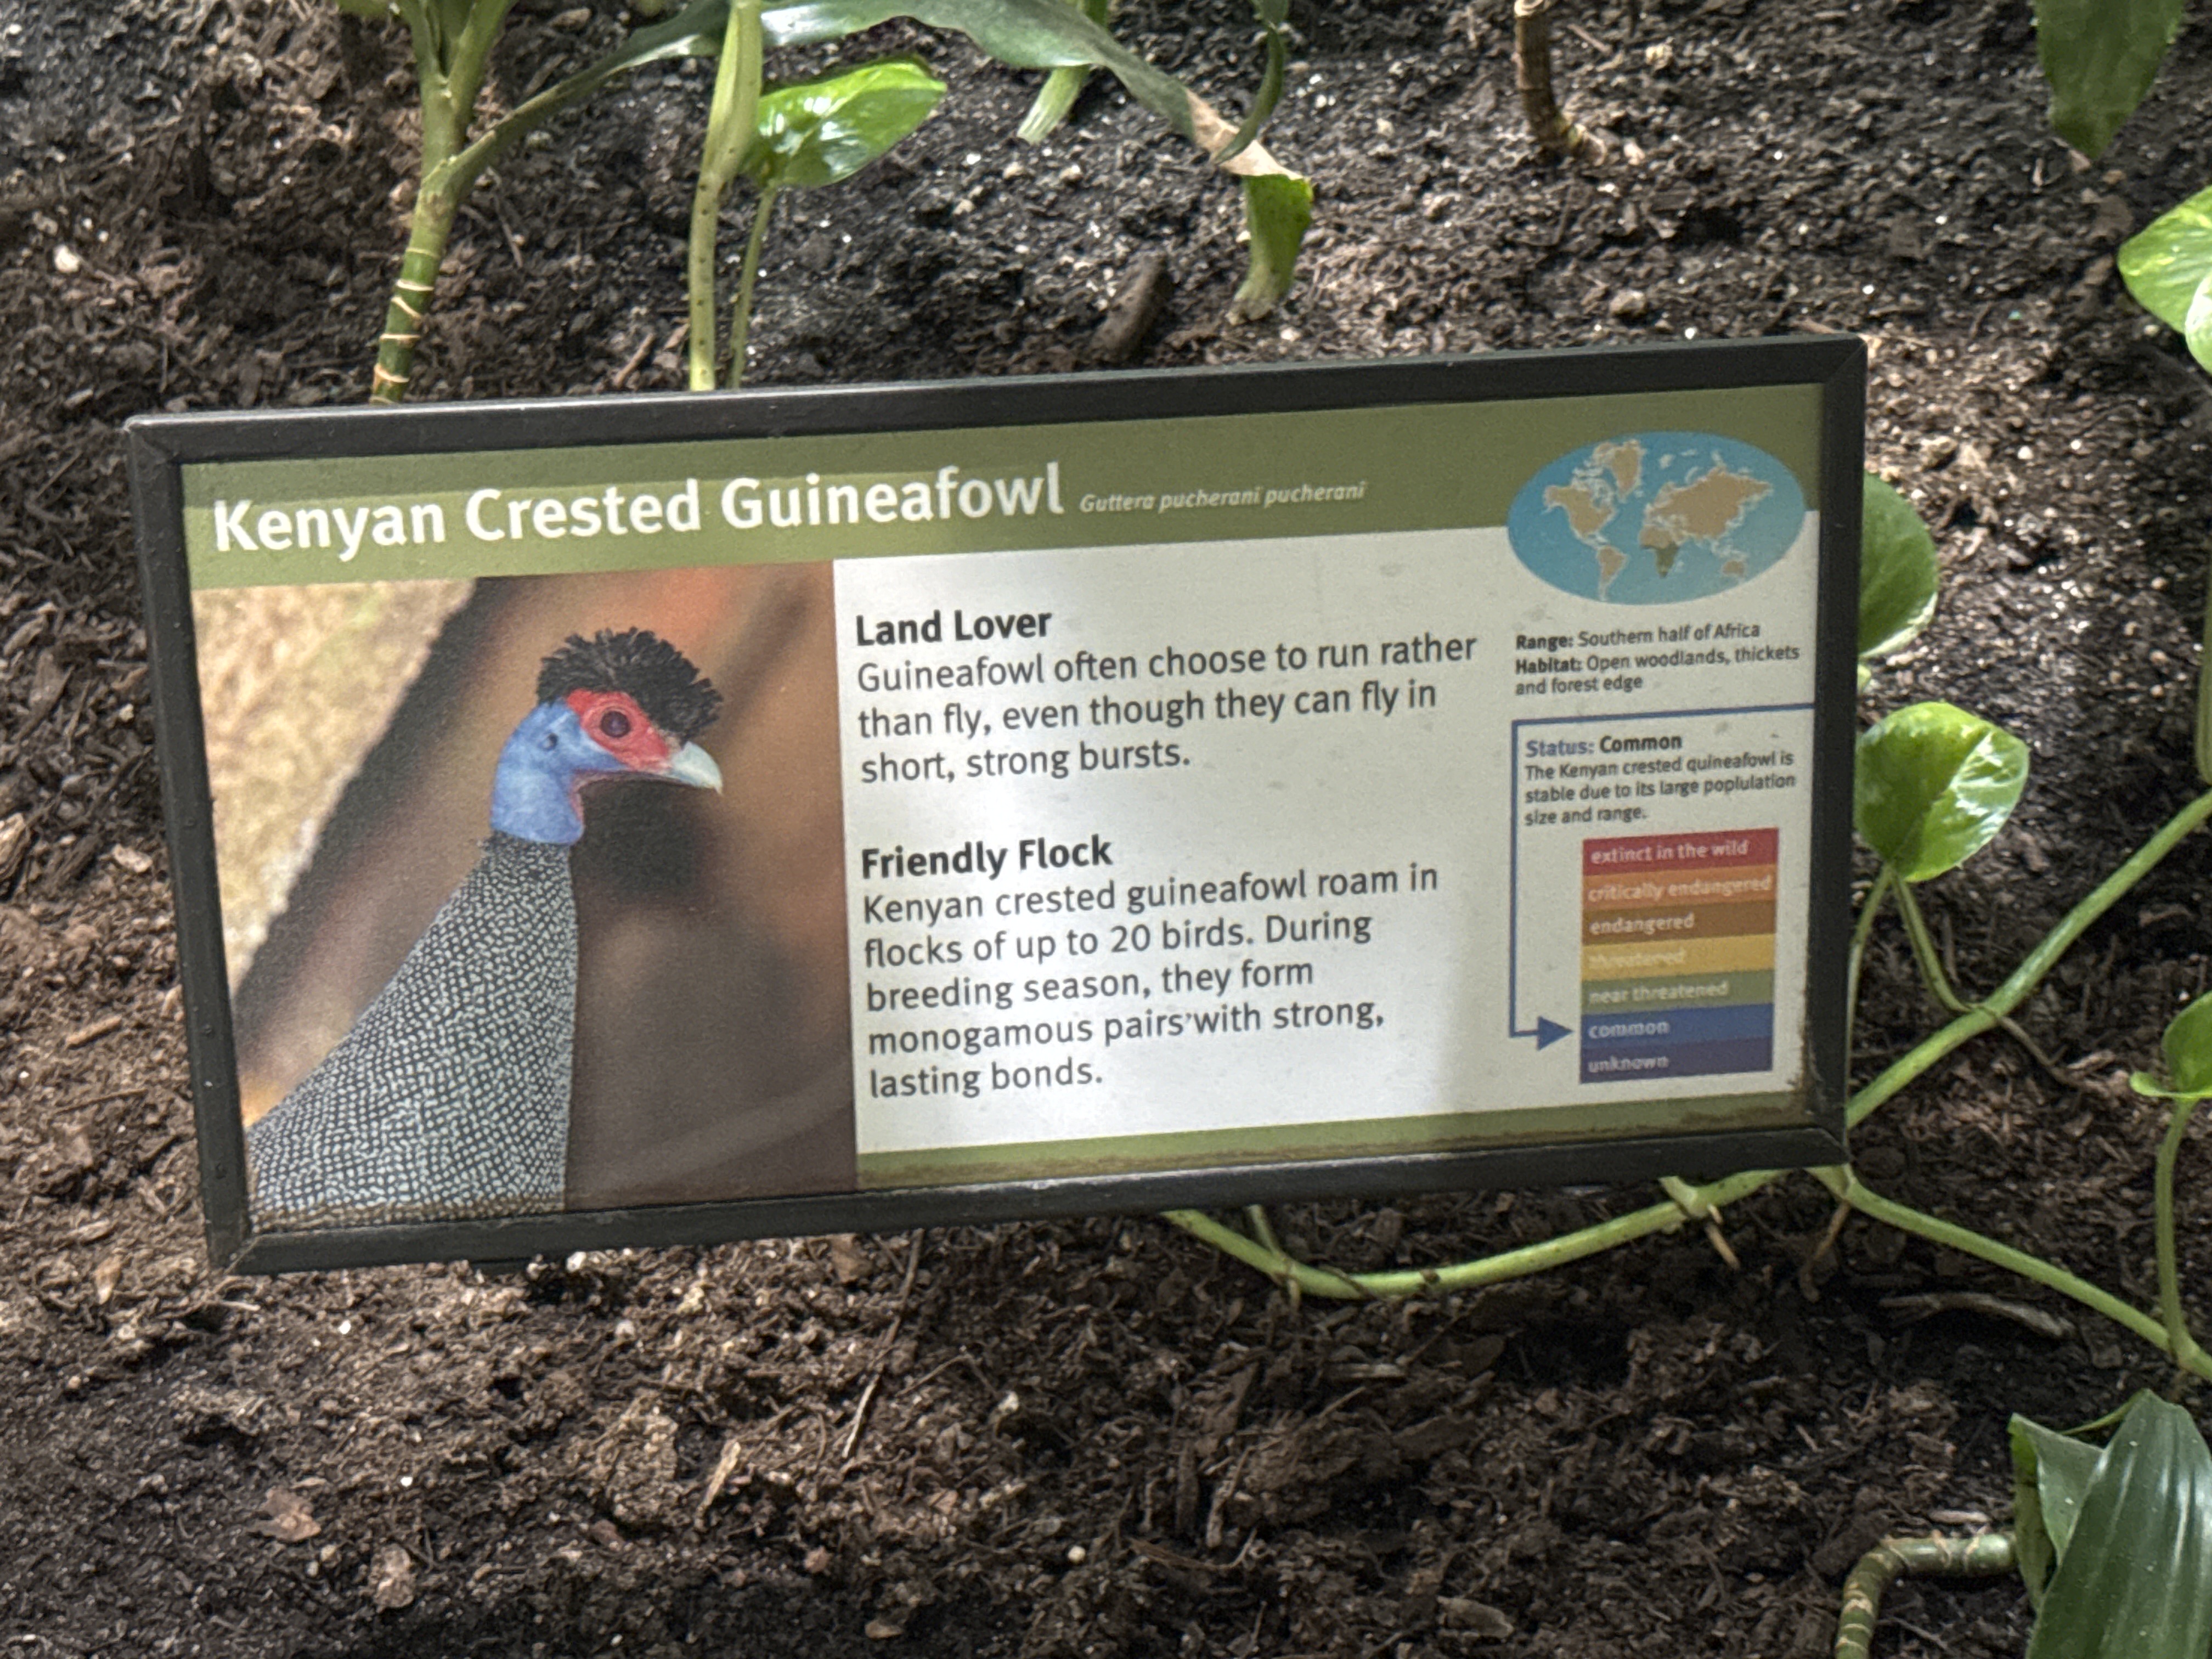 Kenyan Crested Guineafowl Guttera pucherani pucherani
Land Lover
Guineafowl often choose to run rather
than fly, even though they can fly in
short, strong bursts.
Friendly Flock
Kenyan crested guineafowl roam in
flocks of up to 20 birds. During
breeding season, they form
monogamous pairs with strong,
lasting bonds.
Range: Southern half of Africa
Habitat: Open woodlands, thickets
and forest edge
Status: Common
The Kenyan crested guineafowl is
stable due to its large poplulation
size and range.
extinct in the wild
critically endangered
endangered
threatened
near threatened
common
unknown